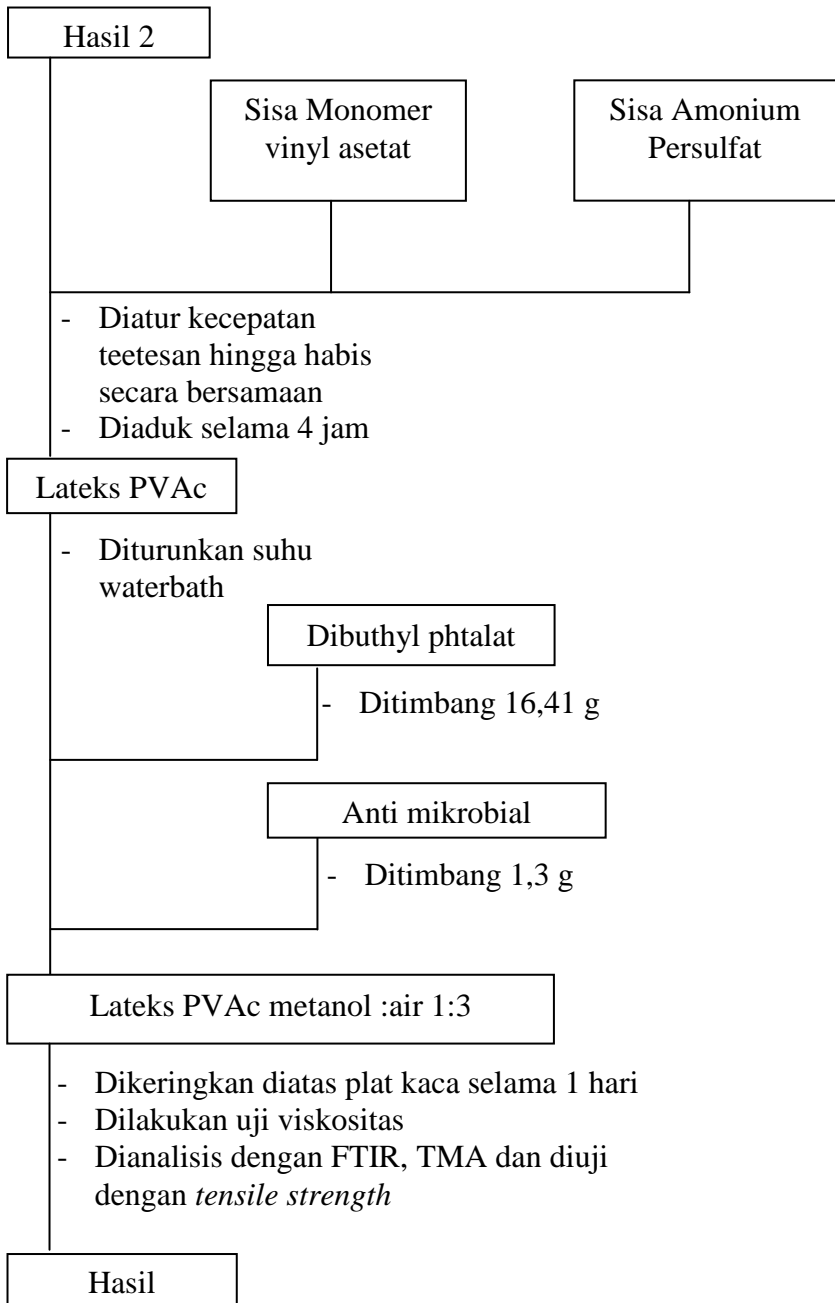 Hasil 2
Sisa Monomer
vinyl asetat
Sisa Amonium
Persulfat
- Diatur kecepatan
teetesan hingga habis
secara bersamaan
- Diaduk selama 4 jam
Lateks PVAc
- Diturunkan suhu
waterbath
Dibuthyl phtalat
- Ditimbang 16,41 g
Anti mikrobial
- Ditimbang 1,3 g
Lateks PVAc metanol :air 1:3
- Dikeringkan diatas plat kaca selama 1 hari
- Dilakukan uji viskositas
- Dianalisis dengan FTIR, TMA dan diuji
dengan tensile strength
Hasil